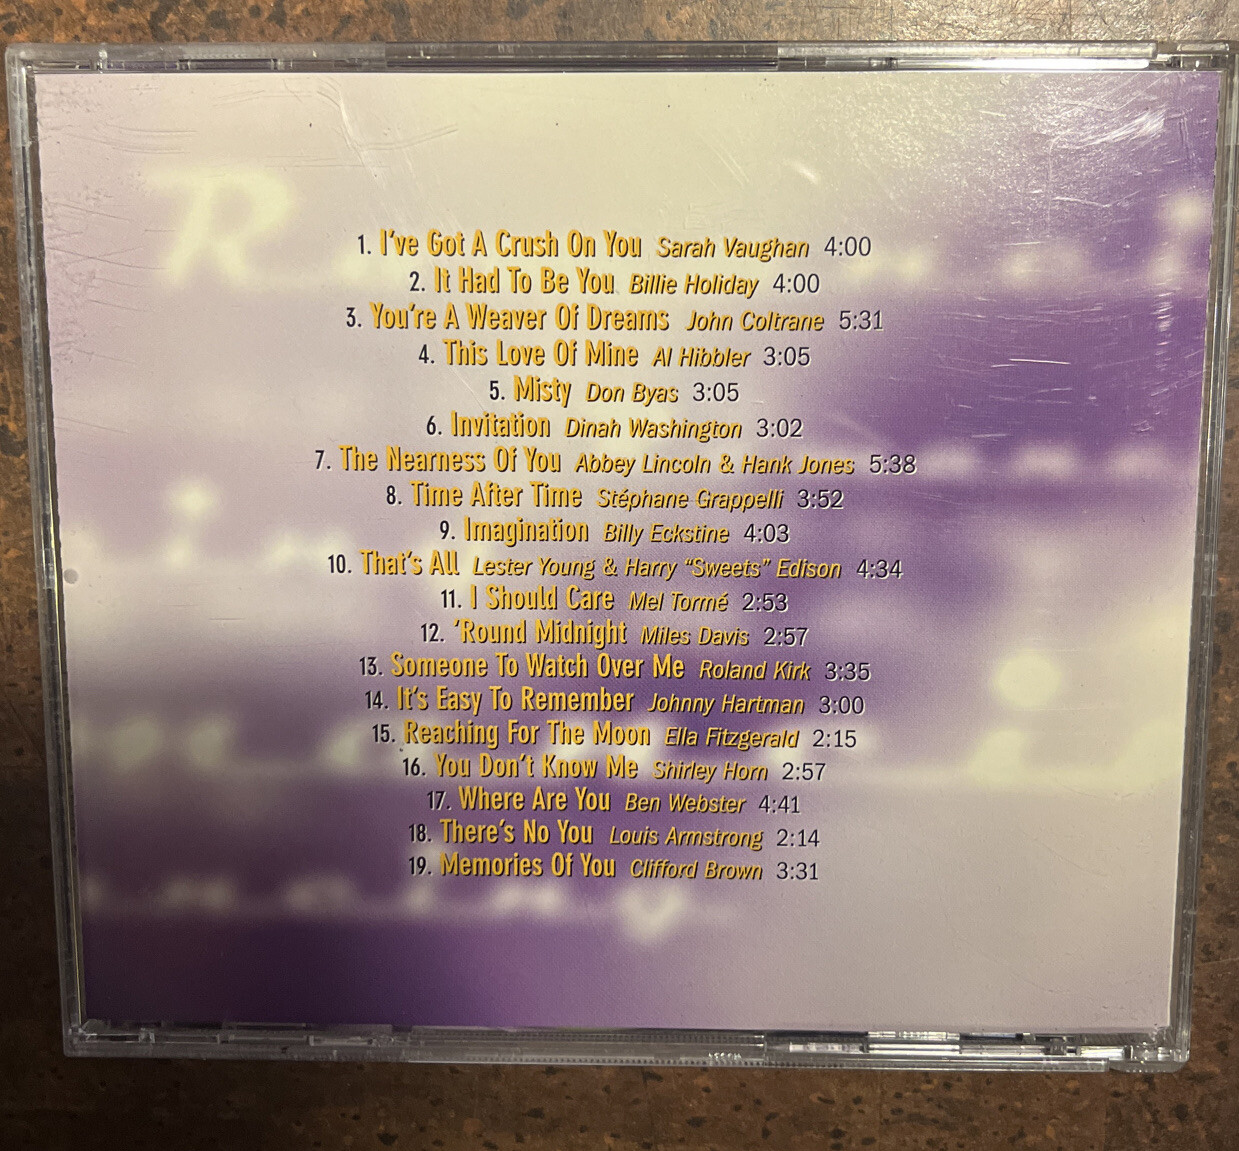 1. I've Got A Crush On You Sarah Vaughan 4:00
2. It Had To Be You Billie Holiday 4:00
3. You're A Weaver Of Dreams John Coltrane 5:31
4. This Love Of Mine Al Hibbler 3:05
5. Misty Don Byas 3:05
6. Invitation Dinah Washington 3:02
7. The Nearness Of You Abbey Lincoln & Hank Jones 5:38
8. Time After Time Stéphane Grappelli 3:52
9. Imagination Billy Eckstine 4:03
10. That's All Lester Young & Harry "Sweets" Edison 4:34
11. I Should Care Mel Tormé 2:53
12. 'Round Midnight Miles Davis 2:57
13. Someone To Watch Over Me Roland Kirk 3:35
14. It's Easy To Remember Johnny Hartman 3:00
15. Reaching For The Moon Ella Fitzgerald 2:15
16. You Don't Know Me Shirley Horn 2:57
17. Where Are You Ben Webster 4:41
18. There's No You Louis Armstrong 2:14
19. Memories Of You Clifford Brown 3:31